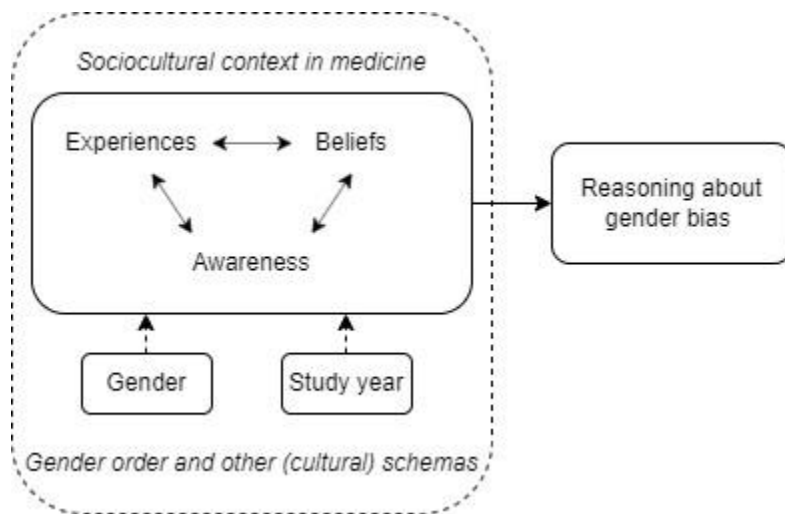 Sociocultural context in medicine
Experiences
Beliefs
Awareness
Reasoning about
gender bias
Gender
Study year
Gender order and other (cultural) schemas